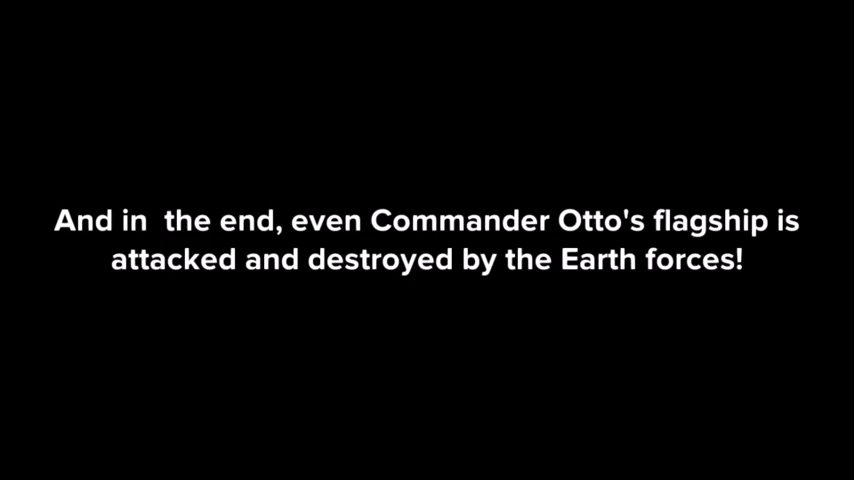 And in  the end, even Commander Otto's flagship is
attacked and destroyed by the Earth forces!